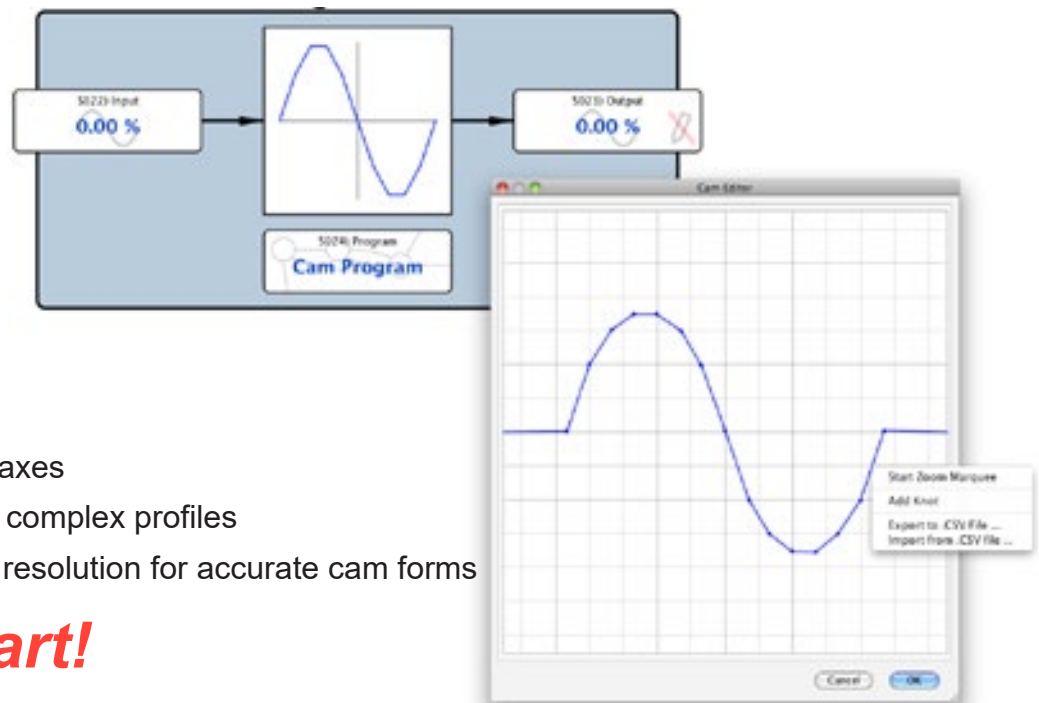 Input
0.00 %
Output
0.00 %
Program
Cam Program
Cam Editor
axes
complex profiles
resolution for accurate cam forms
art!
Start Zoom Marquee
Add Knot
Export to .CSV File ...
Import from .CSV file ...
Cancel
OK